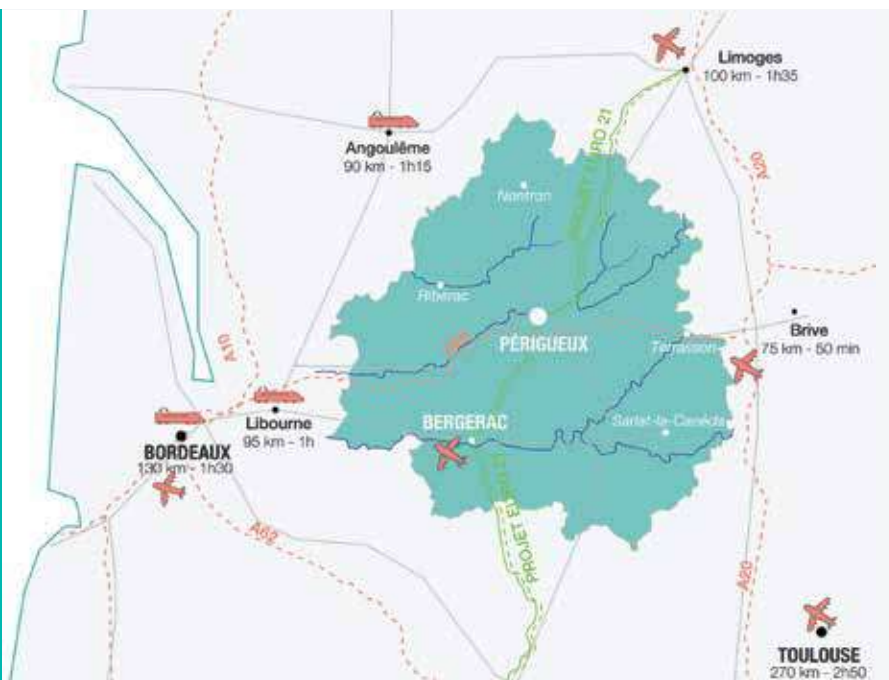 Limoges
100 km - 1h35
Angoulême
90 km - 1h15
PROJET EURO 21
A20
Nontron
Ribérac
PÉRIGUEUX
Terrasson
Brive
75 km - 50 min
A10
Libourne
95 km - 1h
BERGERAC
Sarlat-la-Canéda
BORDEAUX
130 km - 1h30
A62
PROJET EURO 21
A20
TOULOUSE
270 km - 2h50